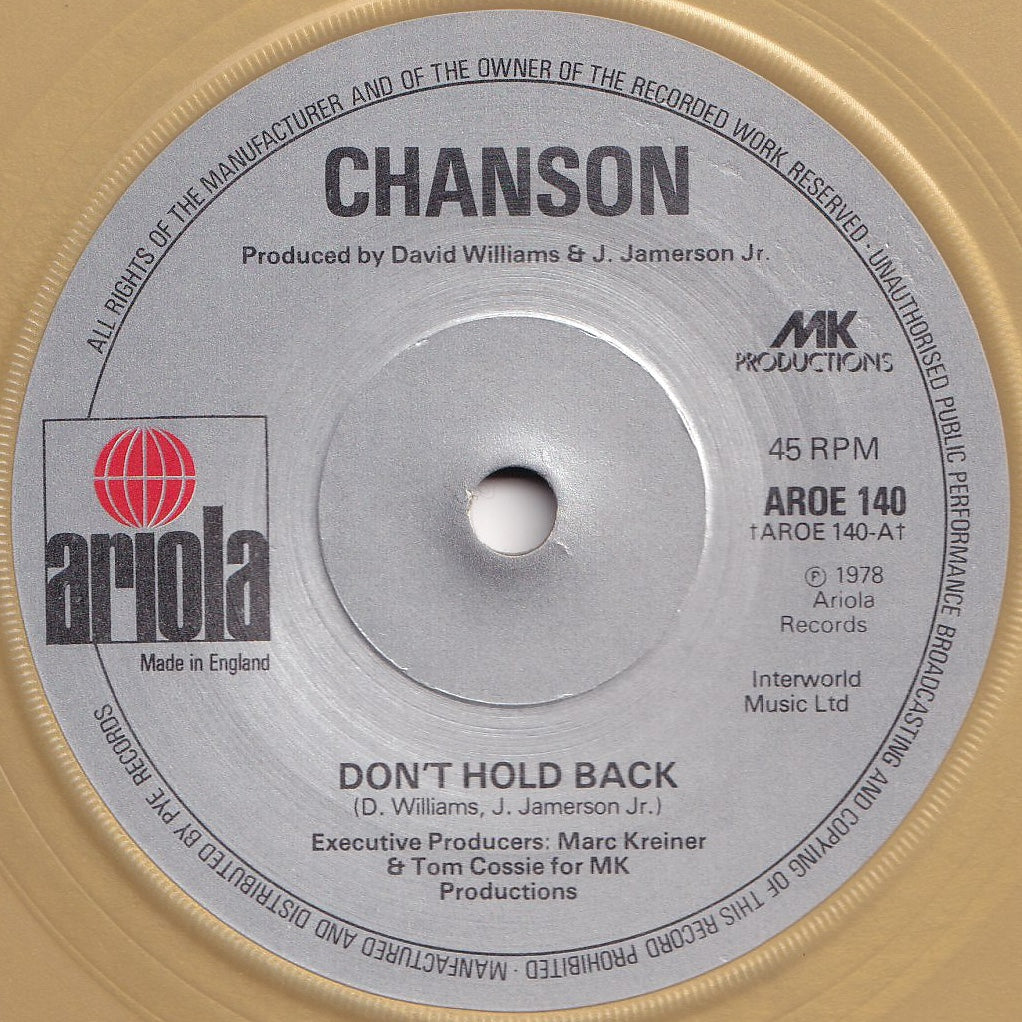 ALL RIGHTS OF THE MANUFACTURER AND OF THE OWNER OF THE RECORDED WORK RESERVED · UNAUTHORISED PUBLIC PERFORMANCE BROADCASTING AND COPYING OF THIS RECORD PROHIBITED · MANUFACTURED AND DISTRIBUTED BY PYE RECORDS
CHANSON
Produced by David Williams & J. Jamerson Jr.
MK
PRODUCTIONS
45 RPM
AROE 140
†AROE 140-A†
℗ 1978
Ariola
Records
Interworld
Music Ltd
ariola
Made in England
DON'T HOLD BACK
(D. Williams, J. Jamerson Jr.)
Executive Producers: Marc Kreiner
& Tom Cossie for MK
Productions